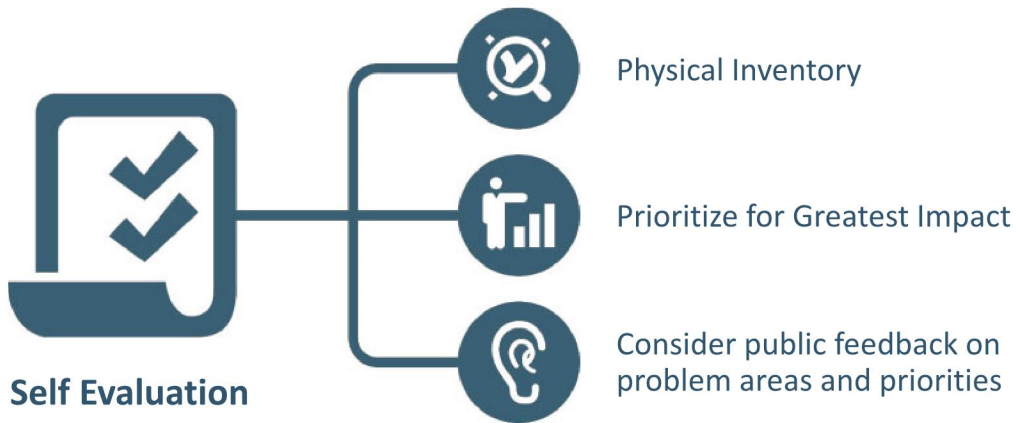 Physical Inventory
Prioritize for Greatest Impact
Consider public feedback on
problem areas and priorities
Self Evaluation